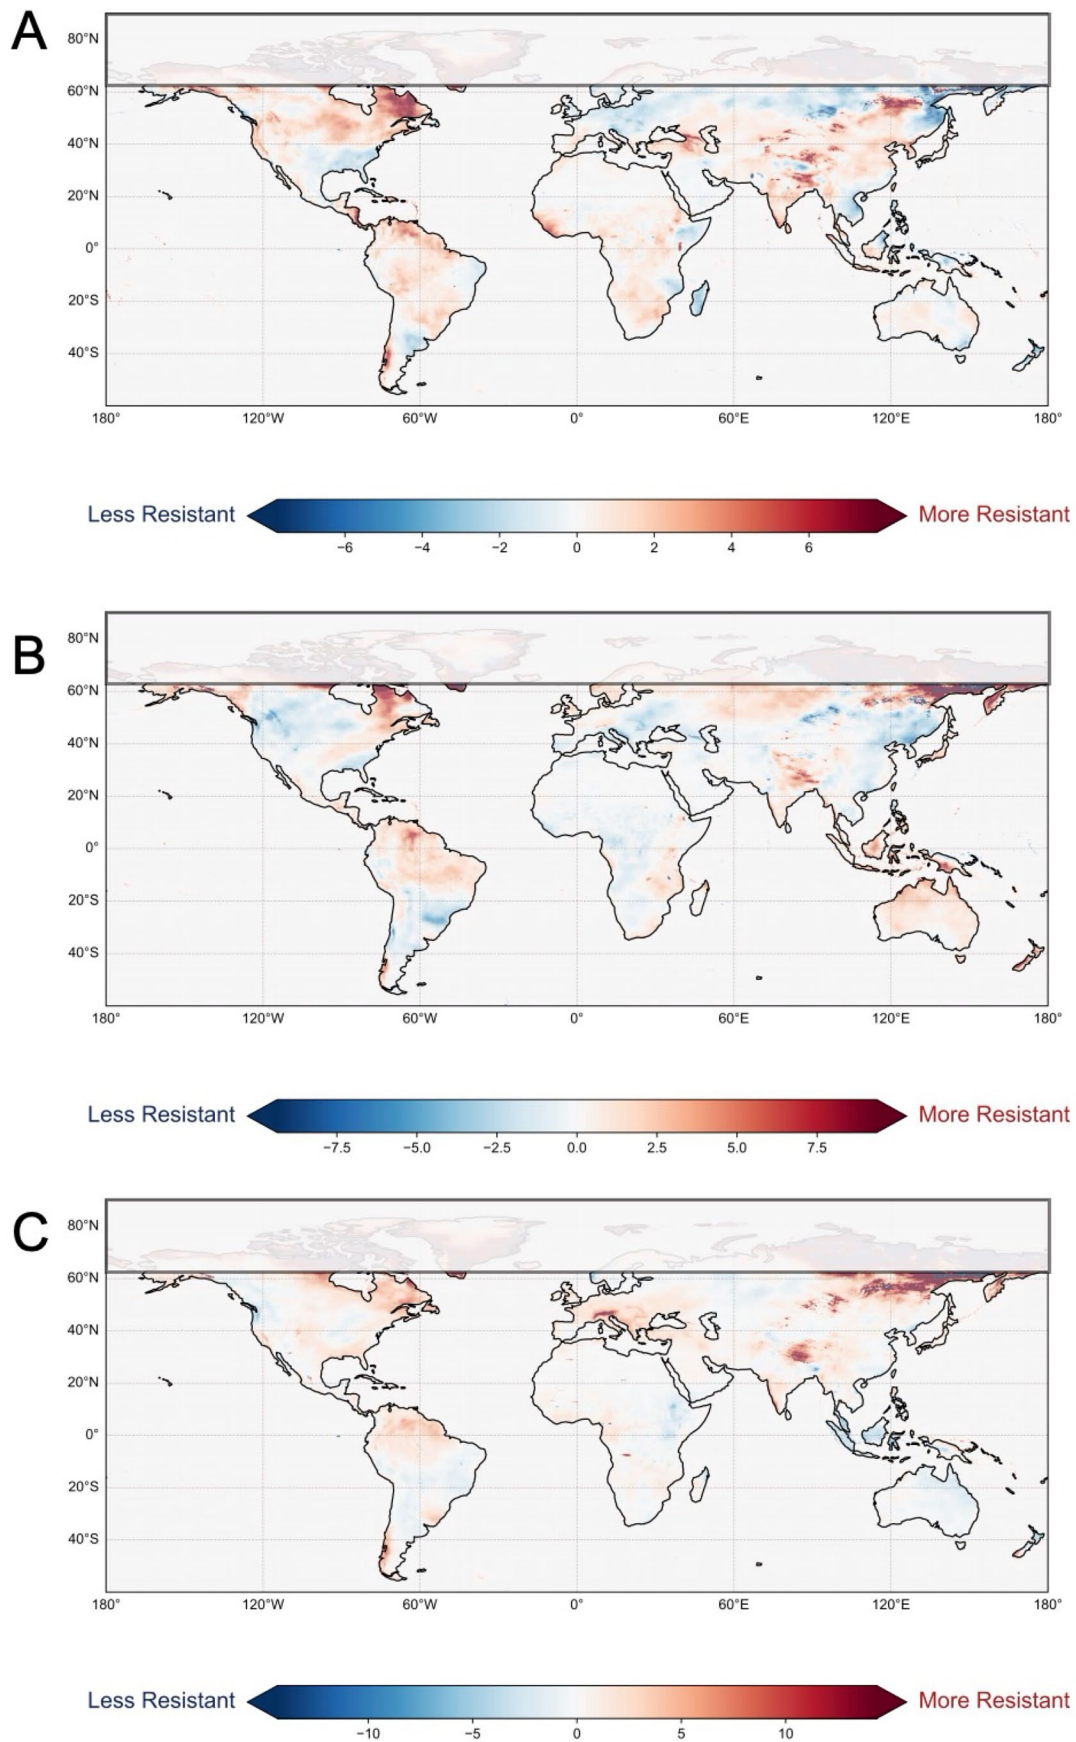 A
80°N
60°N
40°N
20°N
0°
20°S
40°S
180° 120°W 60°W 0° 60°E 120°E 180°
Less Resistant More Resistant
−6 −4 −2 0 2 4 6
B
80°N
60°N
40°N
20°N
0°
20°S
40°S
180° 120°W 60°W 0° 60°E 120°E 180°
Less Resistant More Resistant
−7.5 −5.0 −2.5 0.0 2.5 5.0 7.5
C
80°N
60°N
40°N
20°N
0°
20°S
40°S
180° 120°W 60°W 0° 60°E 120°E 180°
Less Resistant More Resistant
−10 −5 0 5 10